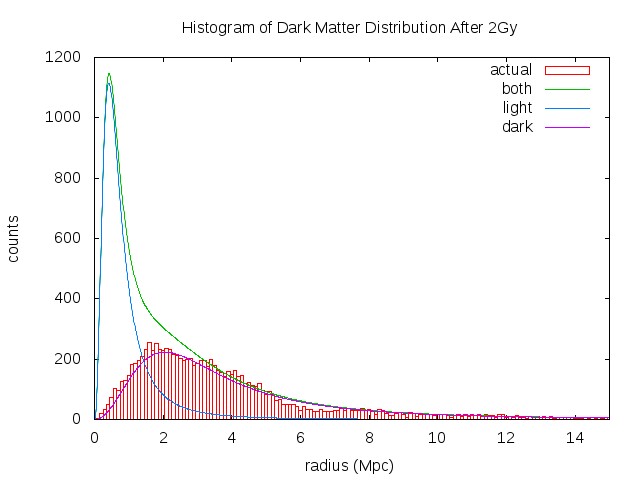 Histogram of Dark Matter Distribution After 2Gy
1200
1000
800
600
400
200
0
counts
actual
both
light
dark
0 2 4 6 8 10 12 14
radius (Mpc)